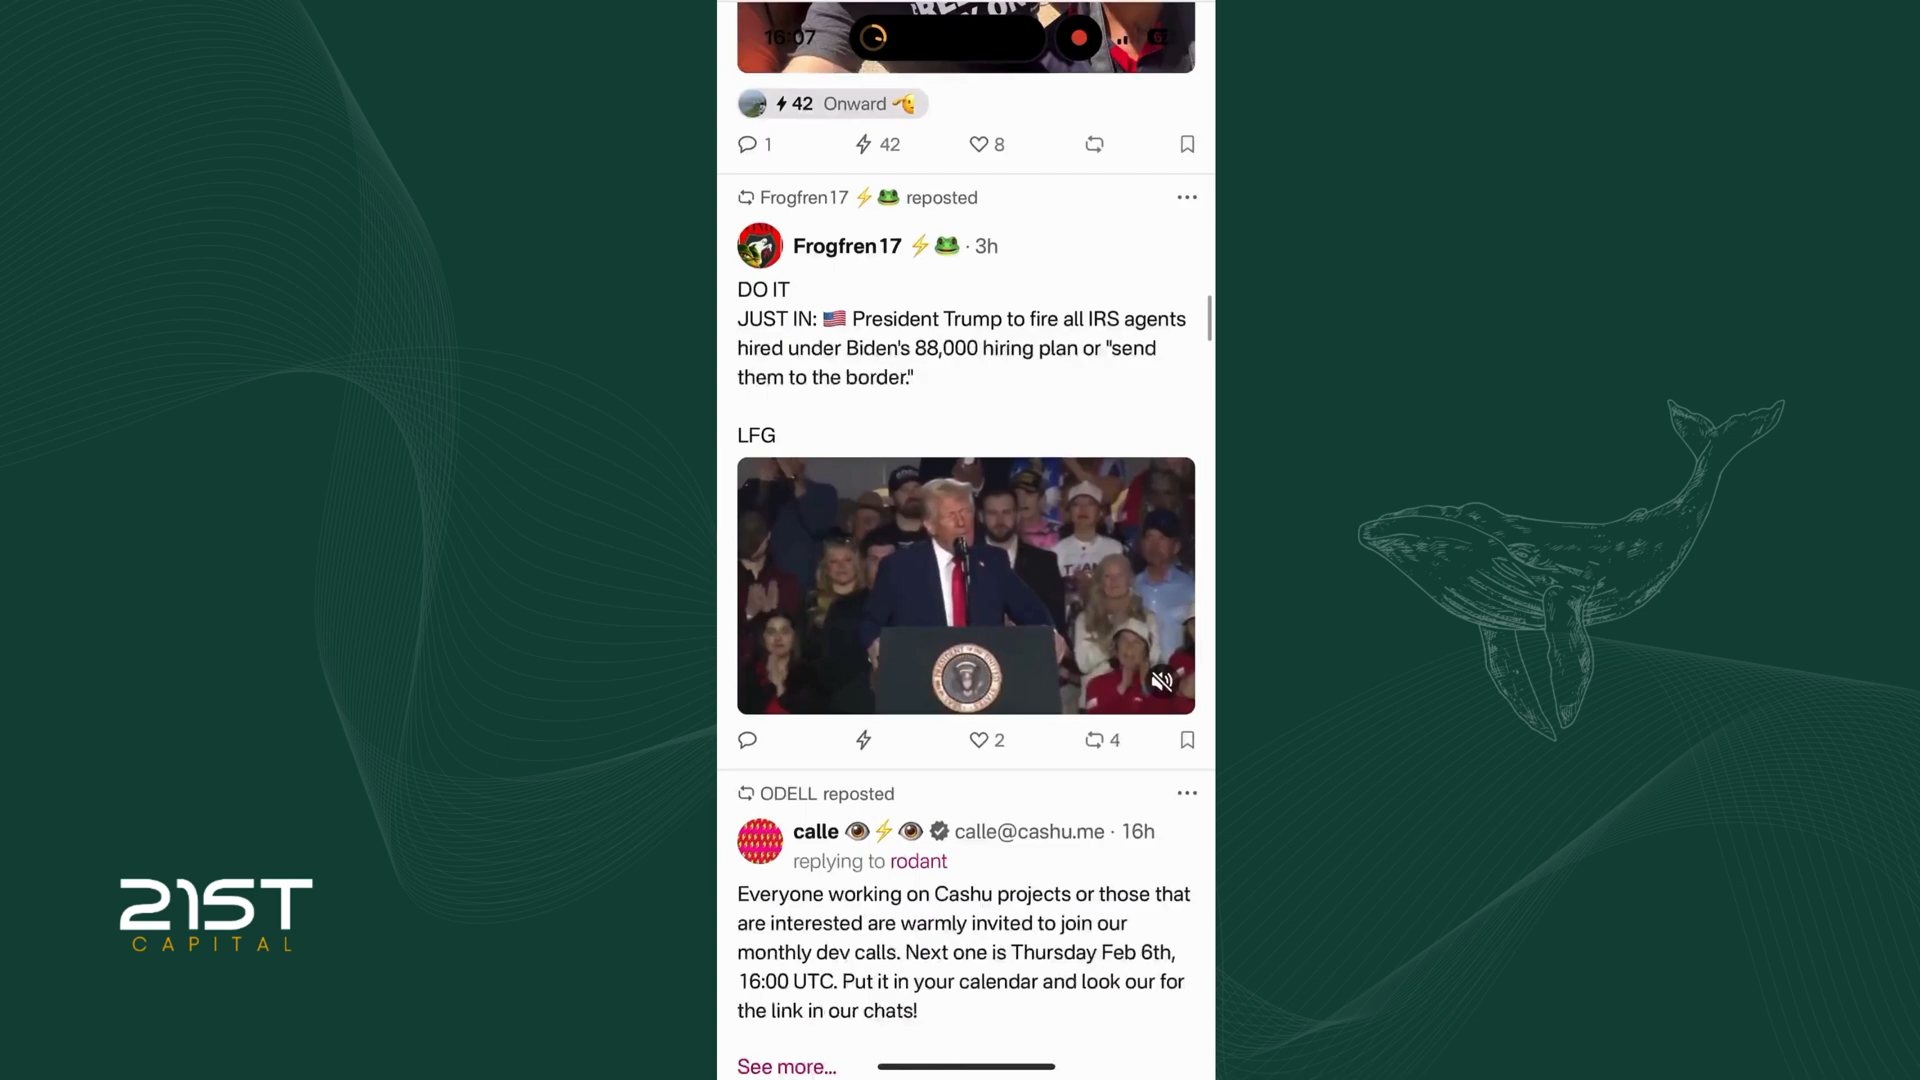 16:07
42 Onward
1 42 8
Frogfren17 reposted
Frogfren17 · 3h
DO IT
JUST IN: 🇺🇸 President Trump to fire all IRS agents
hired under Biden's 88,000 hiring plan or "send
them to the border."
LFG
2 4
ODELL reposted
calle calle@cashu.me · 16h
replying to rodant
Everyone working on Cashu projects or those that
are interested are warmly invited to join our
monthly dev calls. Next one is Thursday Feb 6th,
16:00 UTC. Put it in your calendar and look our for
the link in our chats!
See more...
21ST
CAPITAL